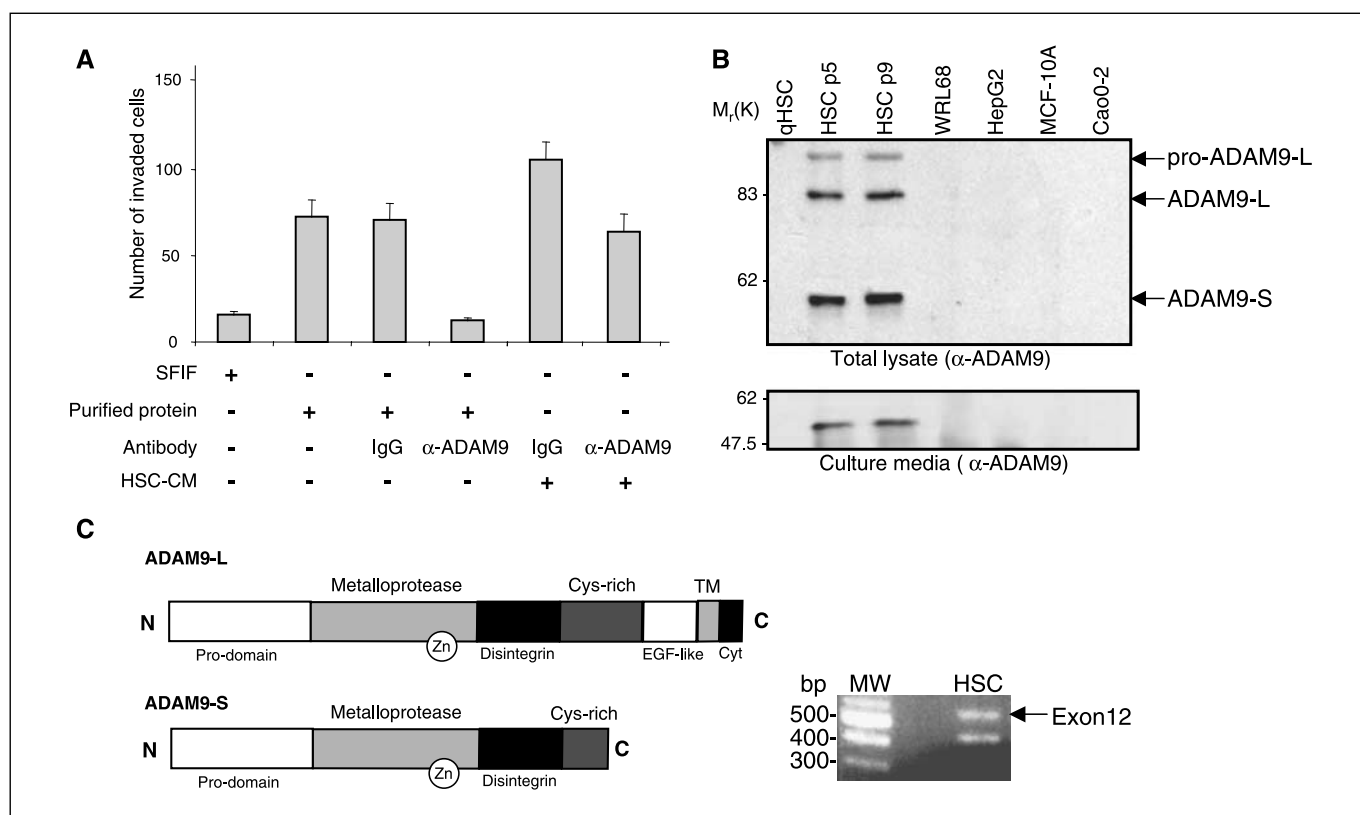 A
Number of invaded cells
150
100
50
0
SFIF + - - - - -
Purified protein - + + + - -
Antibody - - IgG α-ADAM9 IgG α-ADAM9
HSC-CM - - - - + +
B
Mr(K)
qHSC
HSC p5
HSC p9
WRL68
HepG2
MCF-10A
Cao0-2
83
62
pro-ADAM9-L
ADAM9-L
ADAM9-S
Total lysate (α-ADAM9)
62
47.5
Culture media ( α-ADAM9)
C
ADAM9-L
Metalloprotease Cys-rich TM
N C
Zn
Pro-domain Disintegrin EGF-like Cyt
ADAM9-S
Metalloprotease Cys-rich
N C
Zn
Pro-domain Disintegrin
bp MW HSC
500-
400-
300-
Exon12